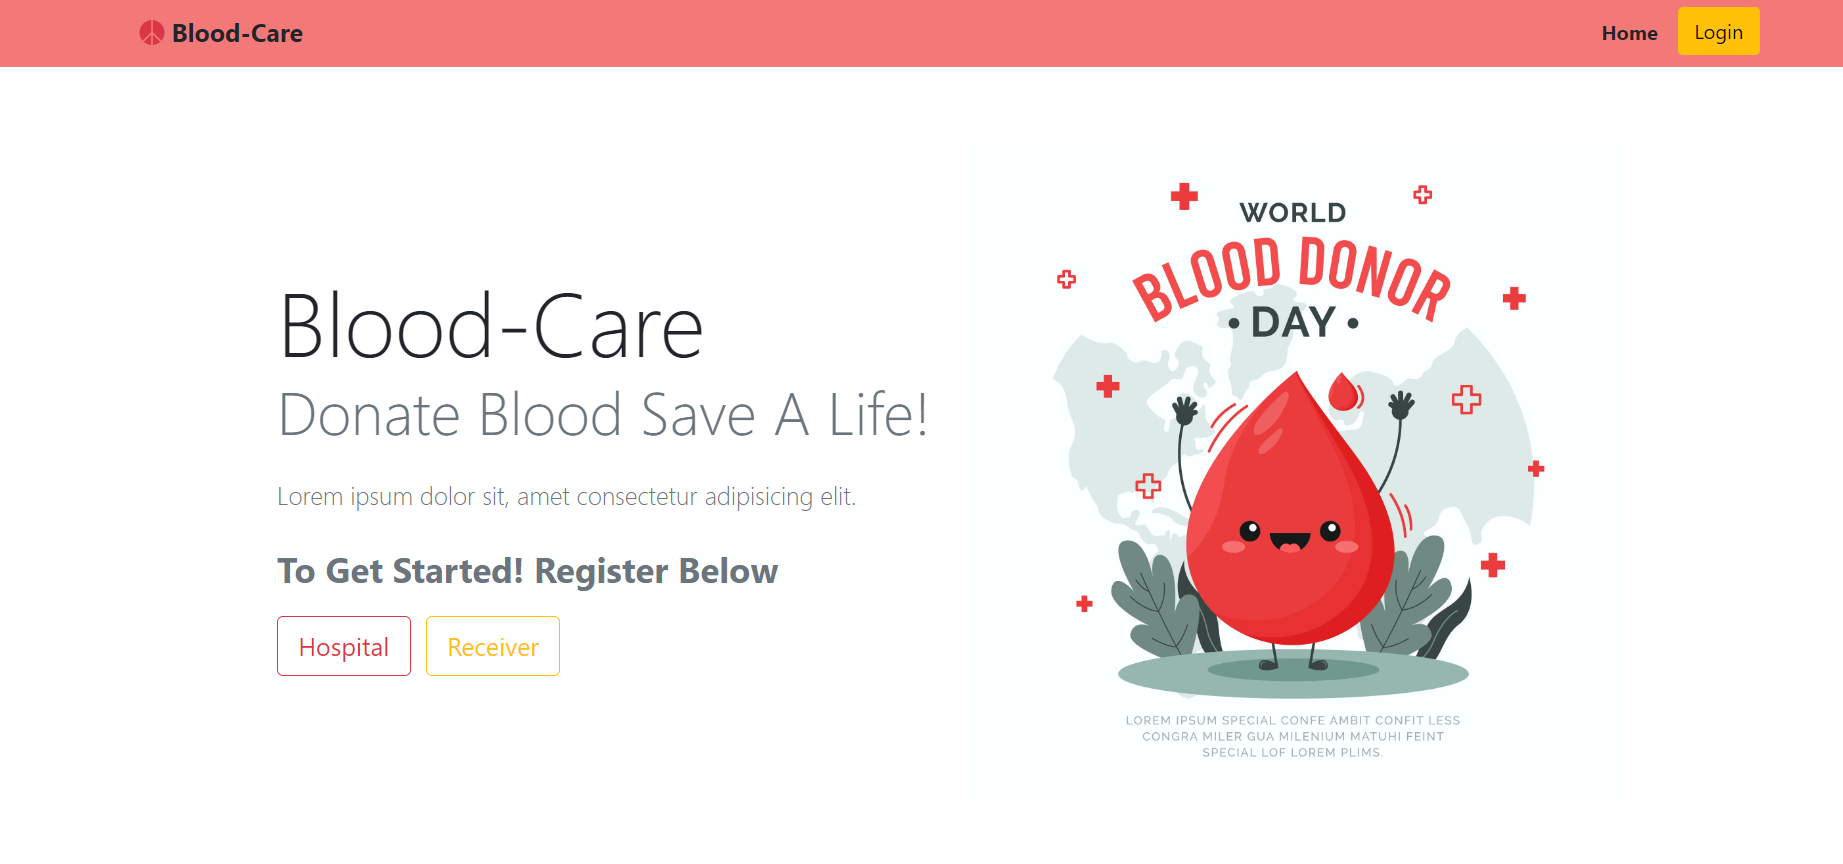 Blood-Care
Home
Login
Blood-Care
Donate Blood Save A Life!
Lorem ipsum dolor sit, amet consectetur adipisicing elit.
To Get Started! Register Below
Hospital
Receiver
WORLD
BLOOD DONOR
• DAY •
LOREM IPSUM SPECIAL CONFE AMBIT CONFIT LESS
CONGRA MILER GUA MILENIUM MATUHI FEINT
SPECIAL LOF LOREM PLIMS.